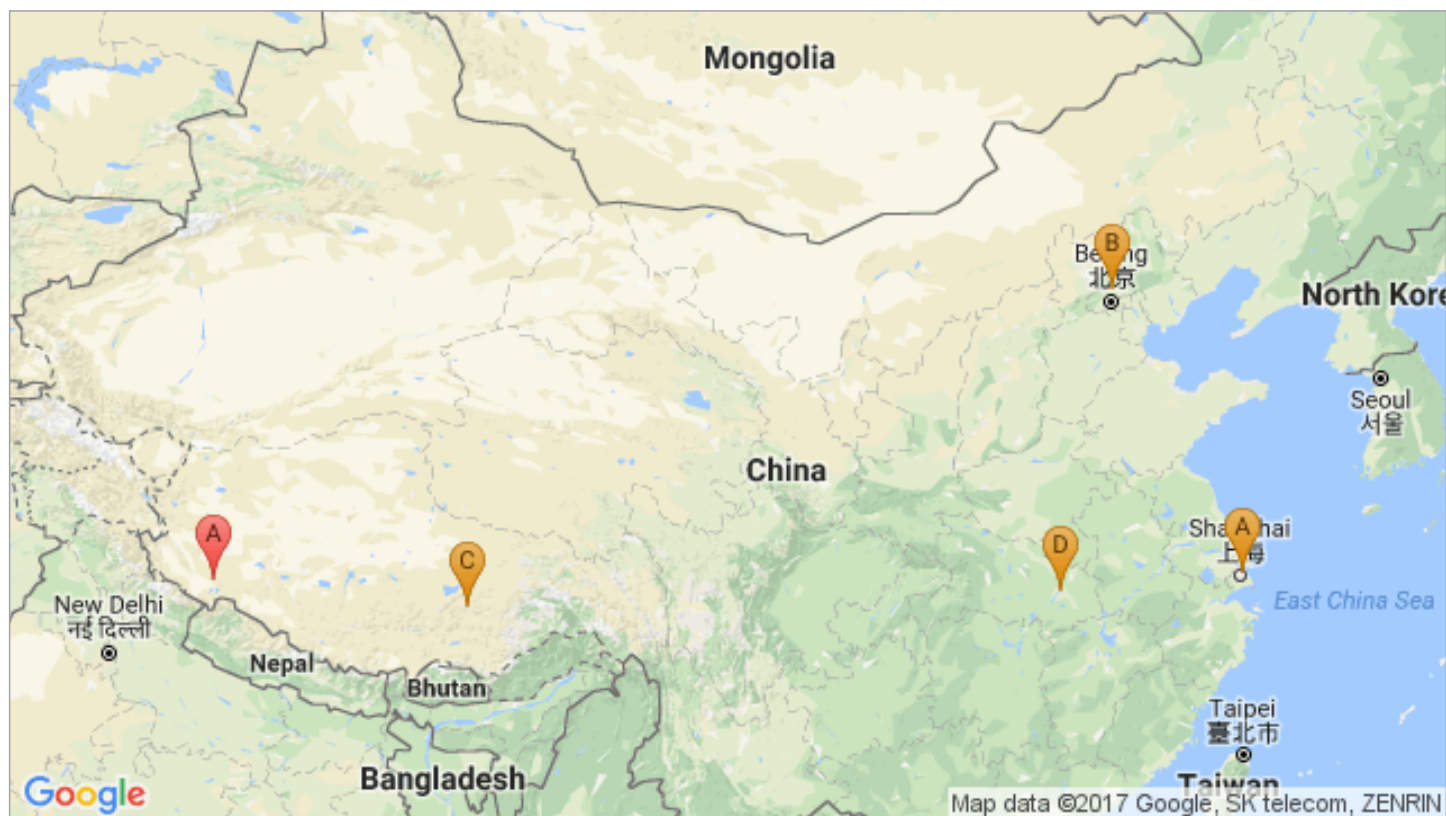 Mongolia
B
Beijing
北京
North Kore
Seoul
서울
China
A
Shanghai
上海
A
D
C
East China Sea
New Delhi
नई दिल्ली
Nepal
Bhutan
Taipei
臺北市
Bangladesh
Taiwan
Google
Map data ©2017 Google, SK telecom, ZENRIN